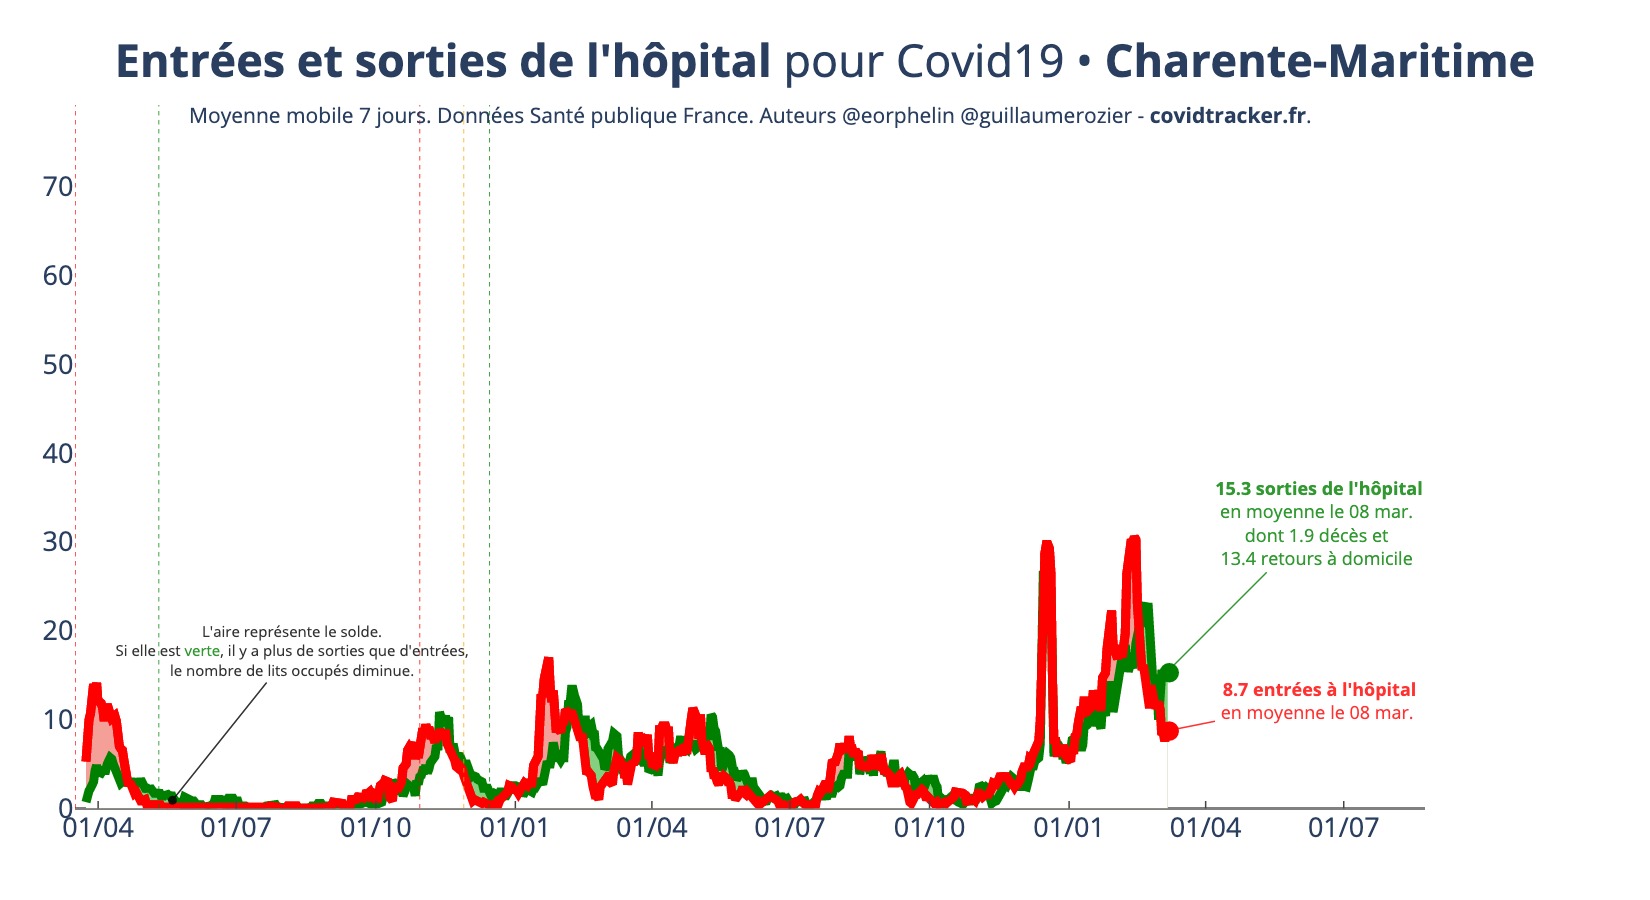 Entrées et sorties de l'hôpital pour Covid19 • Charente-Maritime
Moyenne mobile 7 jours. Données Santé publique France. Auteurs @eorphelin @guillaumerozier - covidtracker.fr.
70
60
50
40
30
20
10
0
15.3 sorties de l'hôpital
en moyenne le 08 mar.
dont 1.9 décès et
13.4 retours à domicile
L'aire représente le solde.
Si elle est verte, il y a plus de sorties que d'entrées,
le nombre de lits occupés diminue.
8.7 entrées à l'hôpital
en moyenne le 08 mar.
01/04 01/07 01/10 01/01 01/04 01/07 01/10 01/01 01/04 01/07